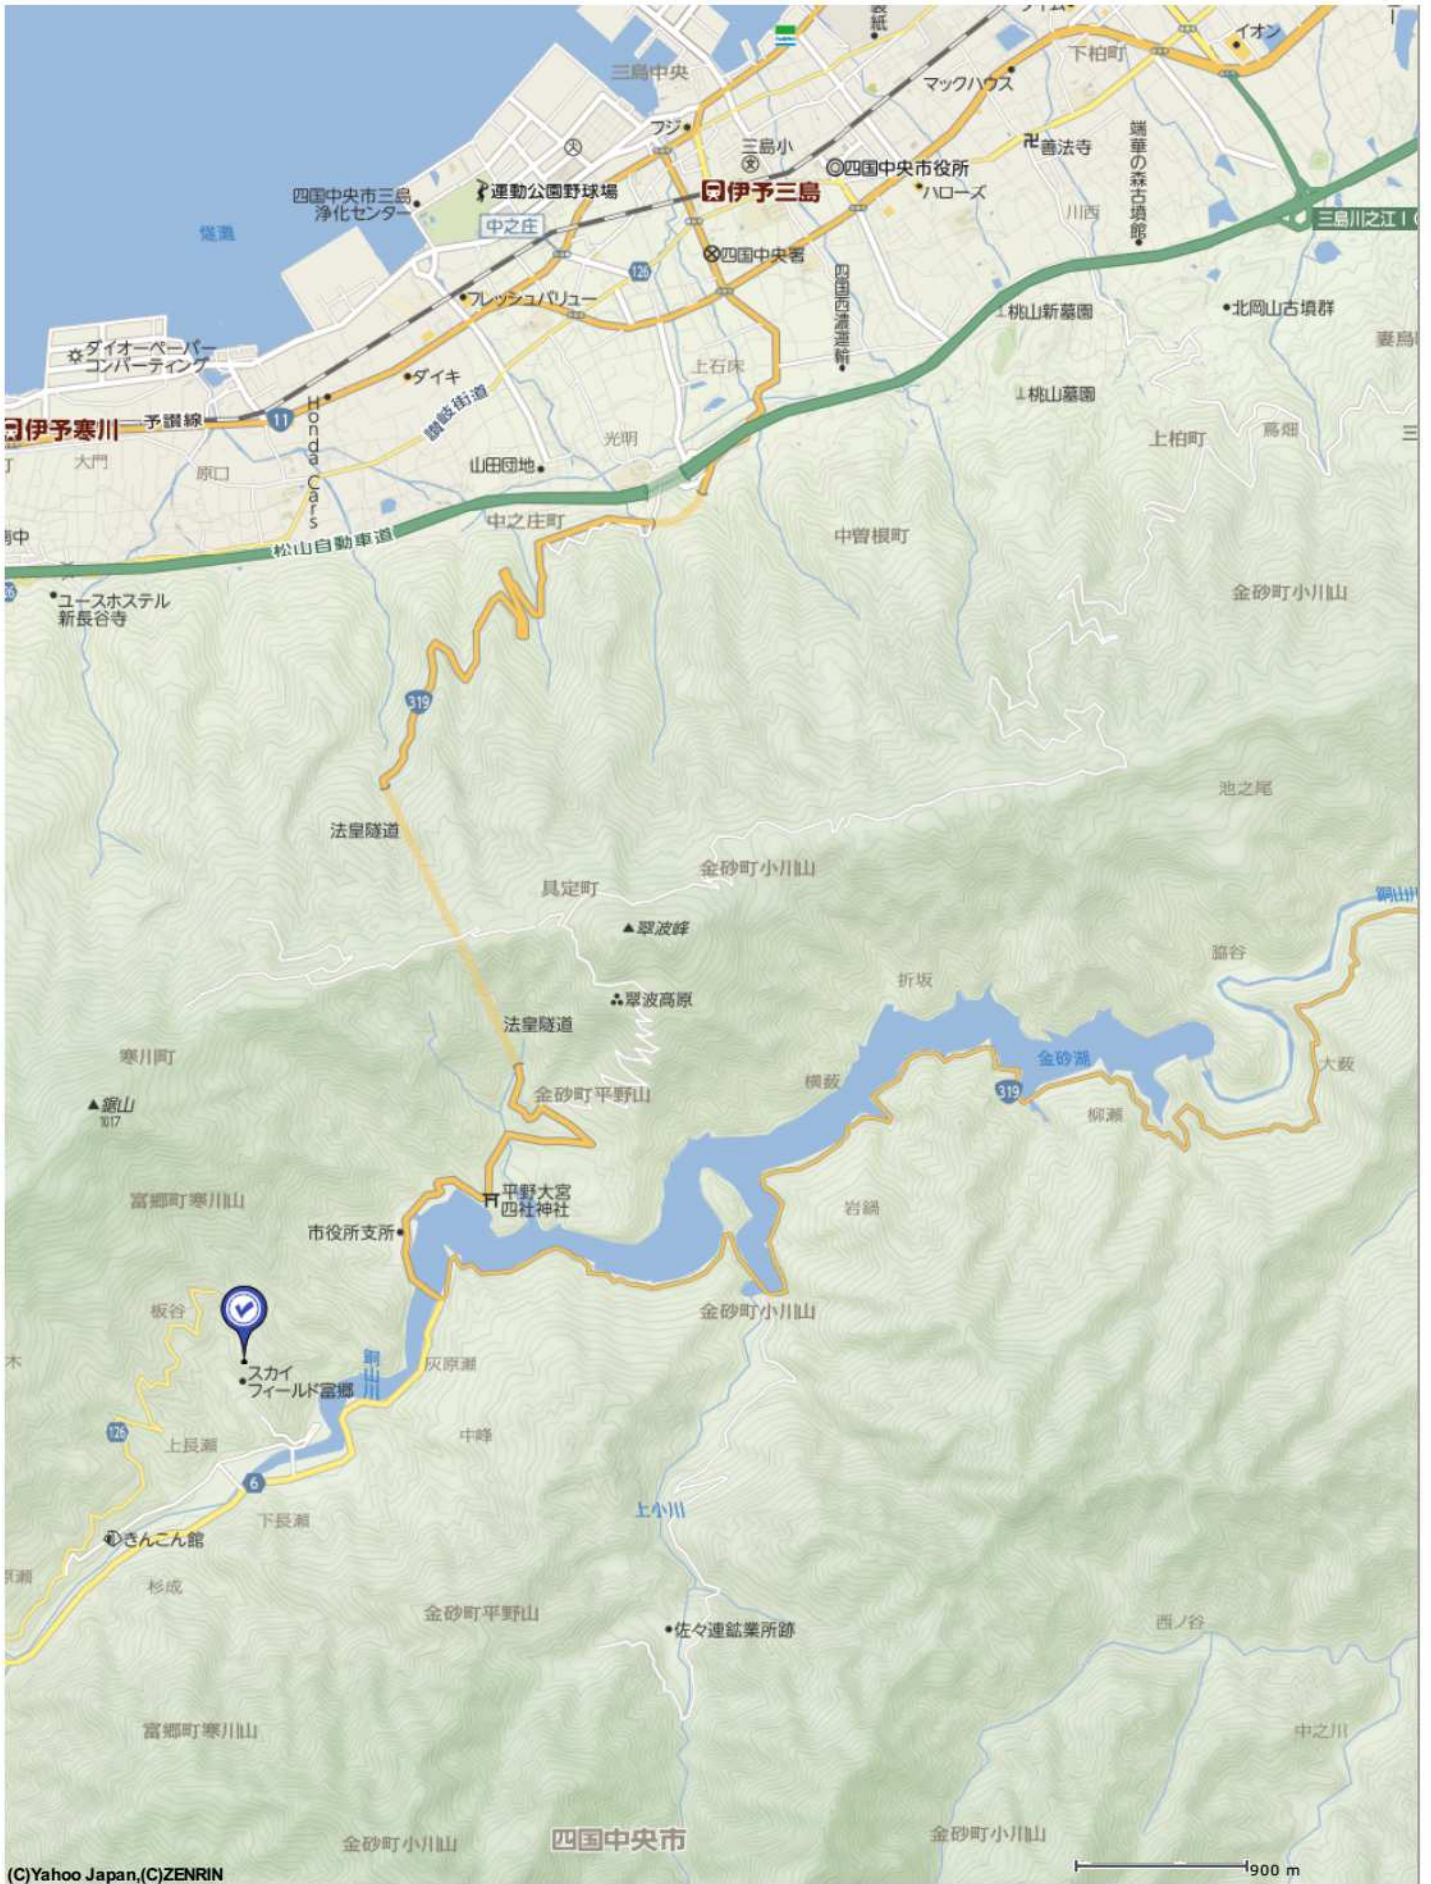 三島中央
下柏町
イオン
マックハウス
フジ
三島小
善法寺
端華の森古墳館
四国中央市役所
四国中央市三島
浄化センター
運動公園野球場
伊予三島
ハローズ
川西
三島川之江IC
燧灘
中之庄
四国中央署
126
四国西濃運輸
フレッシュバリュー
桃山新墓園
北岡山古墳群
ダイオーペーパー
コンバーティング
ダイキ
上石床
桃山墓園
讃岐街道
11
予讃線
伊予寒川
Honda Cars
光明
上柏町
蔦畑
大門
原口
山田団地
中之庄町
中曽根町
松山自動車道
ユースホステル
新長谷寺
金砂町小川山
319
池之尾
法皇隧道
金砂町小川山
具定町
銅山川
翠波峰
脇谷
折坂
翠波高原
法皇隧道
寒川町
金砂湖
大薮
横薮
319
金砂町平野山
鋸山
1017
柳瀬
富郷町寒川山
平野大宮
四社神社
岩鍋
市役所支所
板谷
金砂町小川山
スカイ
フィールド富郷
銅山川
灰原瀬
126
上長瀬
中峰
6
上小川
下長瀬
きんこん館
杉成
金砂町平野山
佐々連鉱業所跡
西ノ谷
富郷町寒川山
中之川
金砂町小川山
四国中央市
金砂町小川山
900 m
(C)Yahoo Japan,(C)ZENRIN